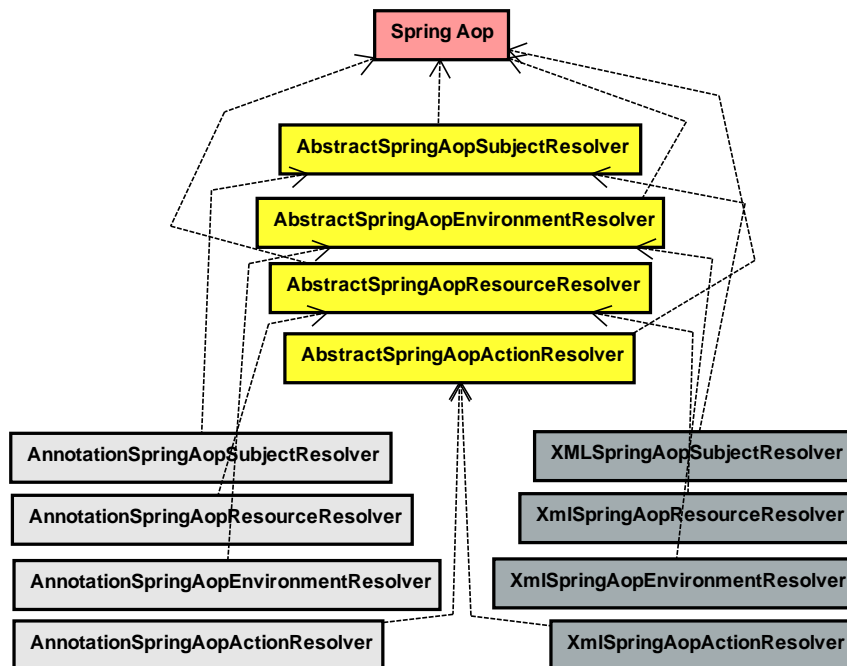 Spring Aop
AbstractSpringAopSubjectResolver
AbstractSpringAopEnvironmentResolver
AbstractSpringAopResourceResolver
AbstractSpringAopActionResolver
AnnotationSpringAopSubjectResolver
XMLSpringAopSubjectResolver
AnnotationSpringAopResourceResolver
XmlSpringAopResourceResolver
AnnotationSpringAopEnvironmentResolver
XmlSpringAopEnvironmentResolver
AnnotationSpringAopActionResolver
XmlSpringAopActionResolver